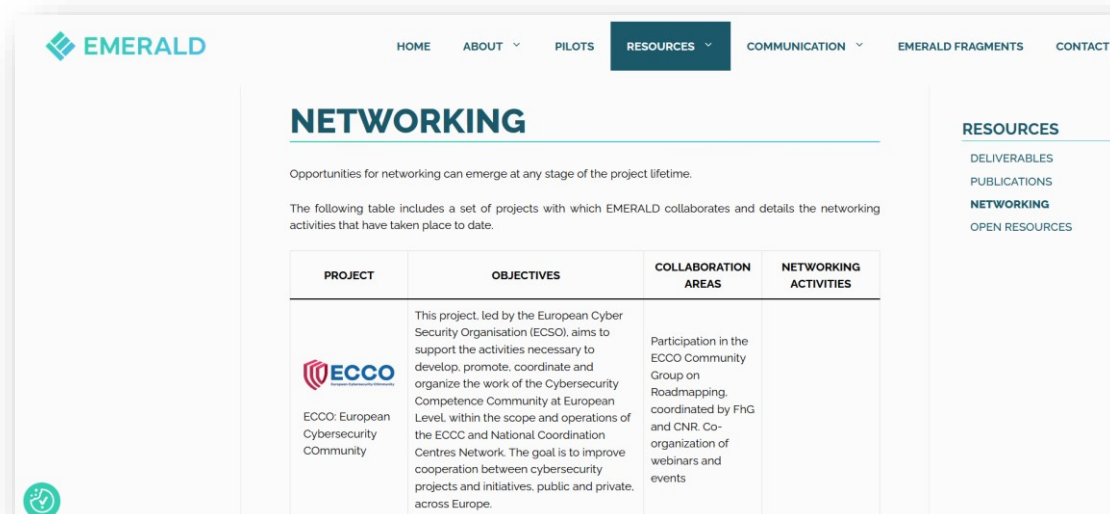 EMERALD
HOME ABOUT PILOTS RESOURCES COMMUNICATION EMERALD FRAGMENTS CONTACT
NETWORKING
Opportunities for networking can emerge at any stage of the project lifetime.
The following table includes a set of projects with which EMERALD collaborates and details the networking
activities that have taken place to date.
PROJECT
OBJECTIVES
COLLABORATION
AREAS
NETWORKING
ACTIVITIES
ECCO
European Cybersecurity COmmunity
ECCO: European
Cybersecurity
COmmunity
This project, led by the European Cyber
Security Organisation (ECSO), aims to
support the activities necessary to
develop, promote, coordinate and
organize the work of the Cybersecurity
Competence Community at European
Level, within the scope and operations of
the ECCC and National Coordination
Centres Network. The goal is to improve
cooperation between cybersecurity
projects and initiatives, public and private,
across Europe.
Participation in the
ECCO Community
Group on
Roadmapping,
coordinated by FhG
and CNR. Co-
organization of
webinars and
events
RESOURCES
DELIVERABLES
PUBLICATIONS
NETWORKING
OPEN RESOURCES